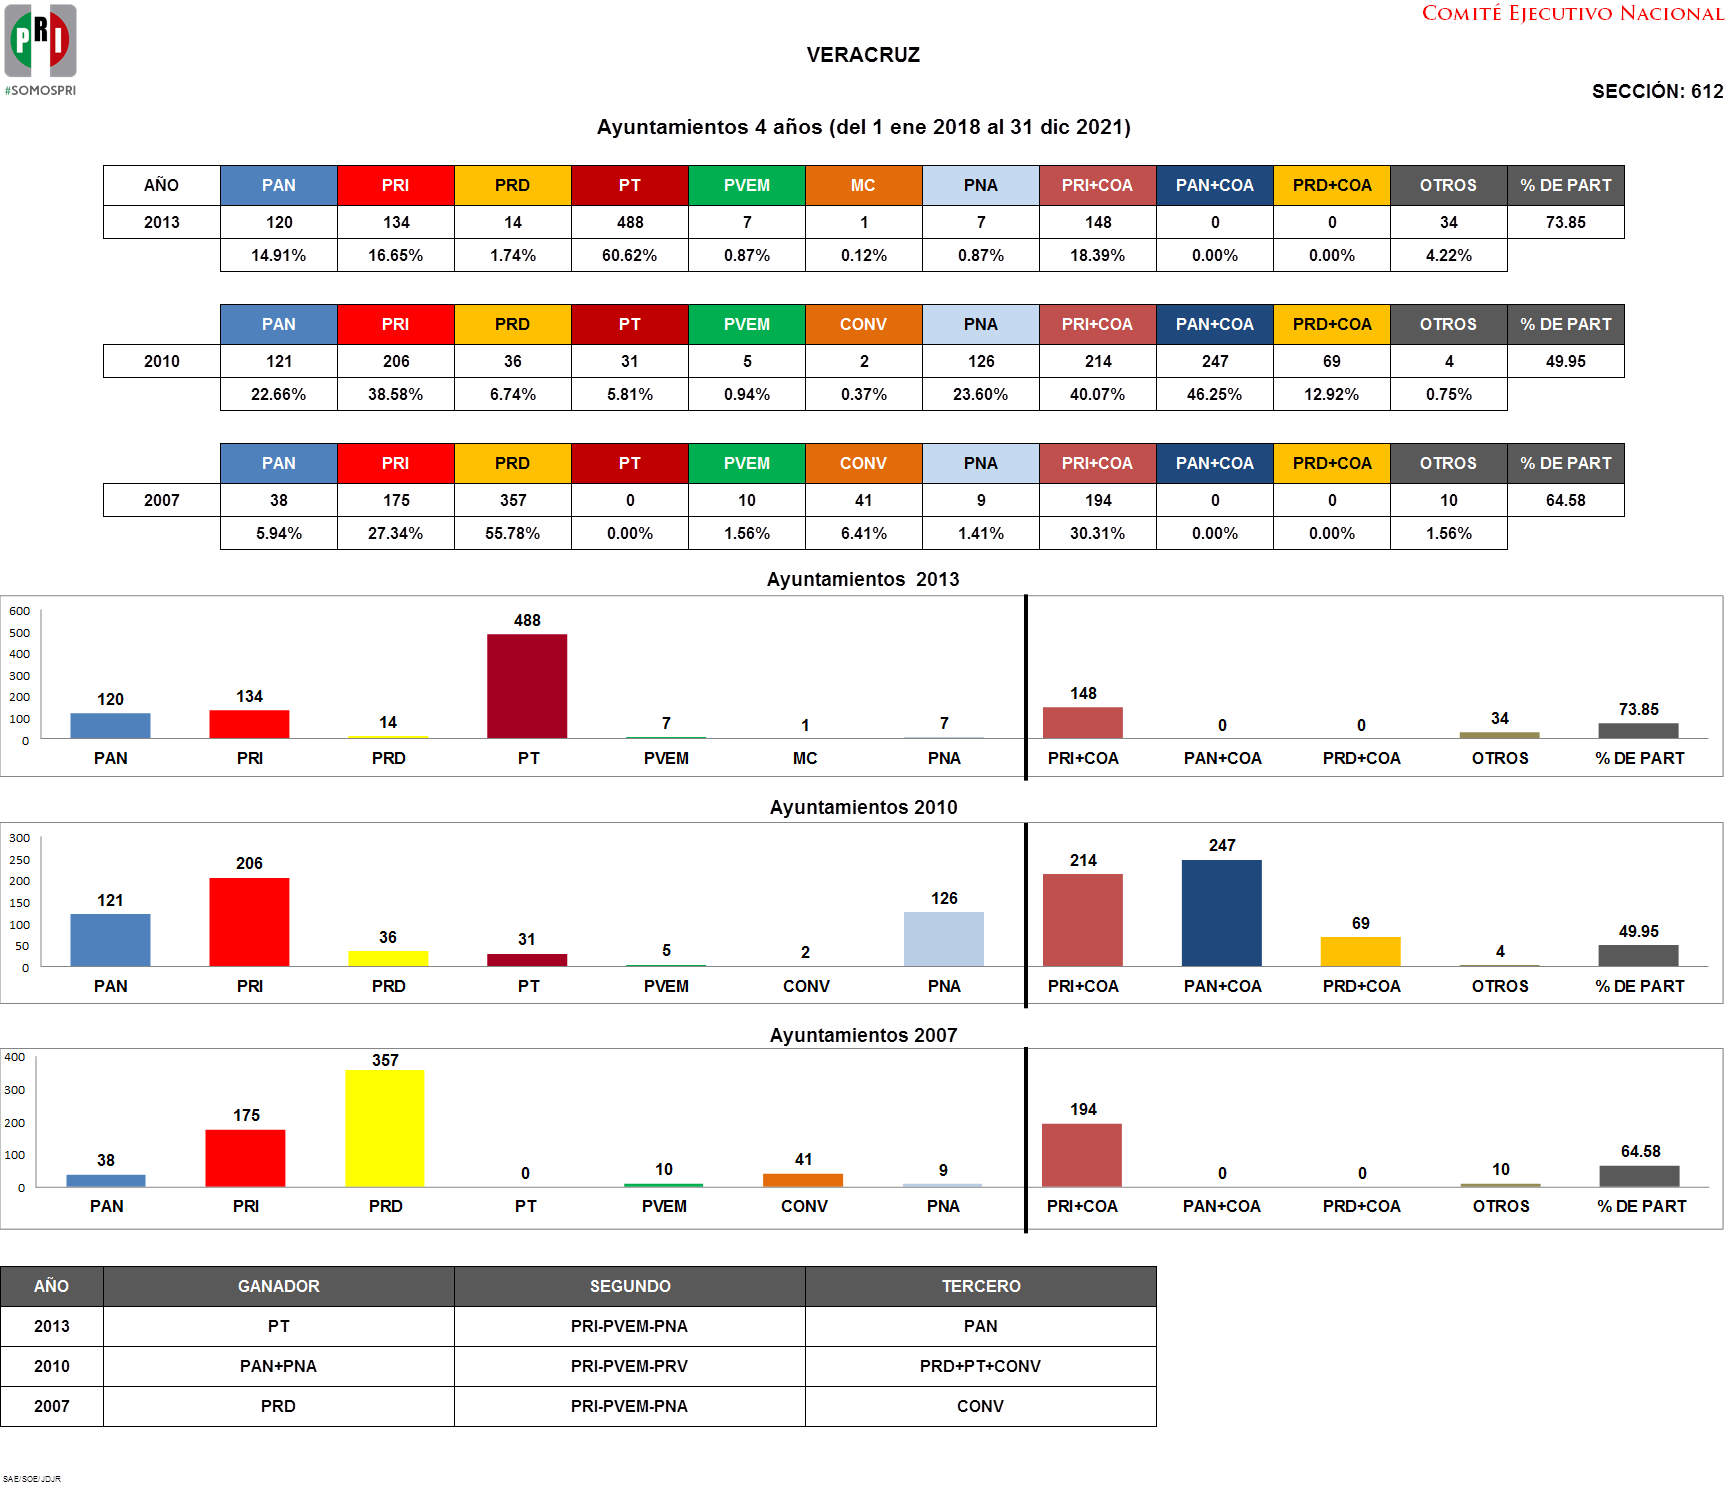 PRI
#SOMOSPRI
COMITÉ EJECUTIVO NACIONAL
VERACRUZ
SECCIÓN: 612
Ayuntamientos 4 años (del 1 ene 2018 al 31 dic 2021)
AÑO PAN PRI PRD PT PVEM MC PNA PRI+COA PAN+COA PRD+COA OTROS % DE PART
2013 120 134 14 488 7 1 7 148 0 0 34 73.85
14.91% 16.65% 1.74% 60.62% 0.87% 0.12% 0.87% 18.39% 0.00% 0.00% 4.22%
PAN PRI PRD PT PVEM CONV PNA PRI+COA PAN+COA PRD+COA OTROS % DE PART
2010 121 206 36 31 5 2 126 214 247 69 4 49.95
22.66% 38.58% 6.74% 5.81% 0.94% 0.37% 23.60% 40.07% 46.25% 12.92% 0.75%
PAN PRI PRD PT PVEM CONV PNA PRI+COA PAN+COA PRD+COA OTROS % DE PART
2007 38 175 357 0 10 41 9 194 0 0 10 64.58
5.94% 27.34% 55.78% 0.00% 1.56% 6.41% 1.41% 30.31% 0.00% 0.00% 1.56%
Ayuntamientos 2013
600
500
400
300
200
100
0
120 134 14 488 7 1 7 148 0 0 34 73.85
PAN PRI PRD PT PVEM MC PNA PRI+COA PAN+COA PRD+COA OTROS % DE PART
Ayuntamientos 2010
300
250
200
150
100
50
0
121 206 36 31 5 2 126 214 247 69 4 49.95
PAN PRI PRD PT PVEM CONV PNA PRI+COA PAN+COA PRD+COA OTROS % DE PART
Ayuntamientos 2007
400
300
200
100
0
38 175 357 0 10 41 9 194 0 0 10 64.58
PAN PRI PRD PT PVEM CONV PNA PRI+COA PAN+COA PRD+COA OTROS % DE PART
AÑO GANADOR SEGUNDO TERCERO
2013 PT PRI-PVEM-PNA PAN
2010 PAN+PNA PRI-PVEM-PRV PRD+PT+CONV
2007 PRD PRI-PVEM-PNA CONV
SAE/SOE/JDJR